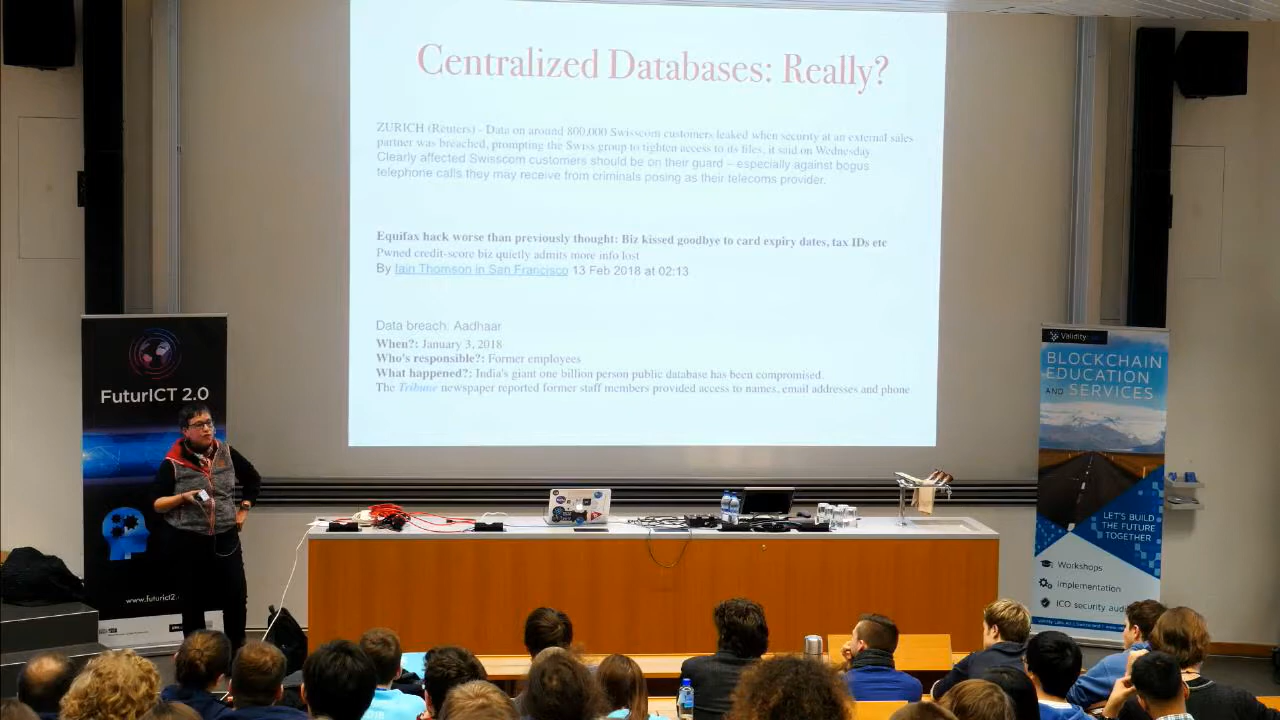 Centralized Databases: Really?
ZURICH (Reuters) - Data on around 800,000 Swisscom customers leaked when security at an external sales
partner was breached, prompting the Swiss group to tighten access to its files, it said on Wednesday.
Clearly affected Swisscom customers should be on their guard – especially against bogus
telephone calls they may receive from criminals posing as their telecoms provider.
Equifax hack worse than previously thought: Biz kissed goodbye to card expiry dates, tax IDs etc
Pwned credit-score biz quietly admits more info lost
By Iain Thomson in San Francisco 13 Feb 2018 at 02:13
Data breach: Aadhaar
When?: January 3, 2018
Who's responsible?: Former employees
What happened?: India's giant one billion person public database has been compromised.
The Tribune newspaper reported former staff members provided access to names, email addresses and phone
FuturICT 2.0
www.futurict2.
Validity
BLOCKCHAIN
EDUCATION
AND SERVICES
LET'S BUILD
THE FUTURE
TOGETHER
Workshops
Implementation
ICO security audi